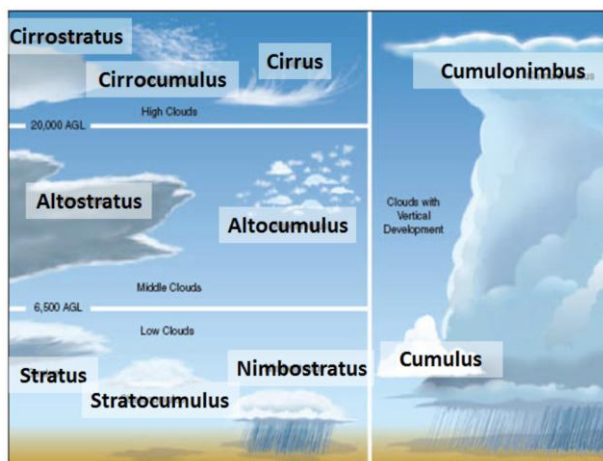 Cirrostratus
Cirrocumulus
Cirrus
High Clouds
20,000 AGL
Altostratus
Altocumulus
Middle Clouds
6,500 AGL
Low Clouds
Stratus
Stratocumulus
Nimbostratus
Cumulonimbus
Clouds with
Vertical
Development
Cumulus